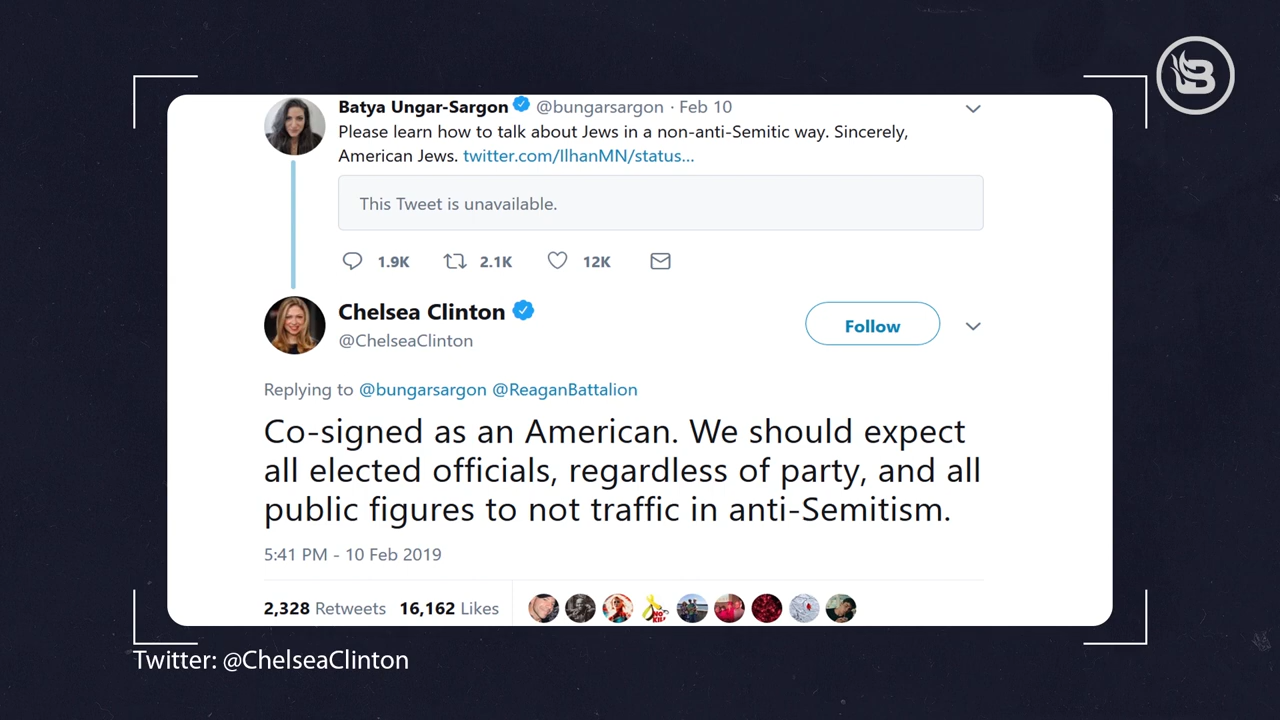 Batya Ungar-Sargon @bungarsargon · Feb 10
Please learn how to talk about Jews in a non-anti-Semitic way. Sincerely,
American Jews. twitter.com/IlhanMN/status...
This Tweet is unavailable.
1.9K 2.1K 12K
Chelsea Clinton
@ChelseaClinton
Follow
Replying to @bungarsargon @ReaganBattalion
Co-signed as an American. We should expect
all elected officials, regardless of party, and all
public figures to not traffic in anti-Semitism.
5:41 PM - 10 Feb 2019
2,328 Retweets 16,162 Likes
Twitter: @ChelseaClinton
B